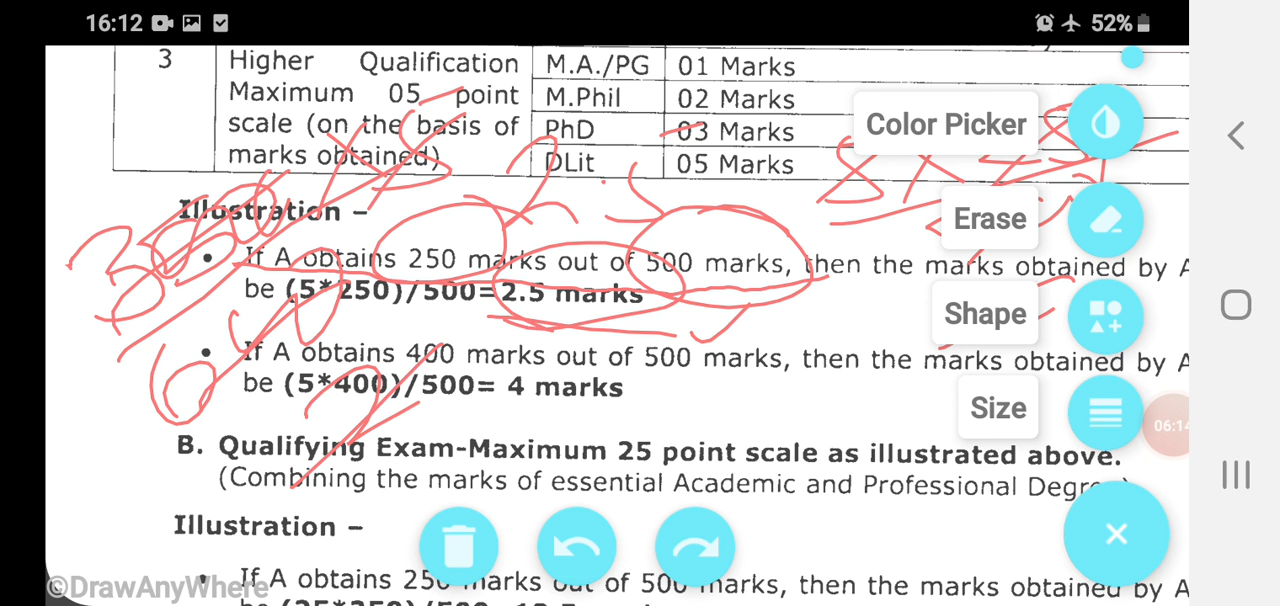 16:12 52%
3 Higher Qualification M.A./PG 01 Marks
Maximum 05 point M.Phil 02 Marks
scale (on the basis of PhD 03 Marks
marks obtained) DLit 05 Marks
Color Picker
Illustration –
Erase
• If A obtains 250 marks out of 500 marks, then the marks obtained by A
be (5*250)/500= 2.5 marks
Shape
• If A obtains 400 marks out of 500 marks, then the marks obtained by A
be (5*400)/500= 4 marks
Size
06:14
B. Qualifying Exam-Maximum 25 point scale as illustrated above.
(Combining the marks of essential Academic and Professional
Illustration –
• If A obtains marks out of marks, then the marks obtained by A
©DrawAnyWhere